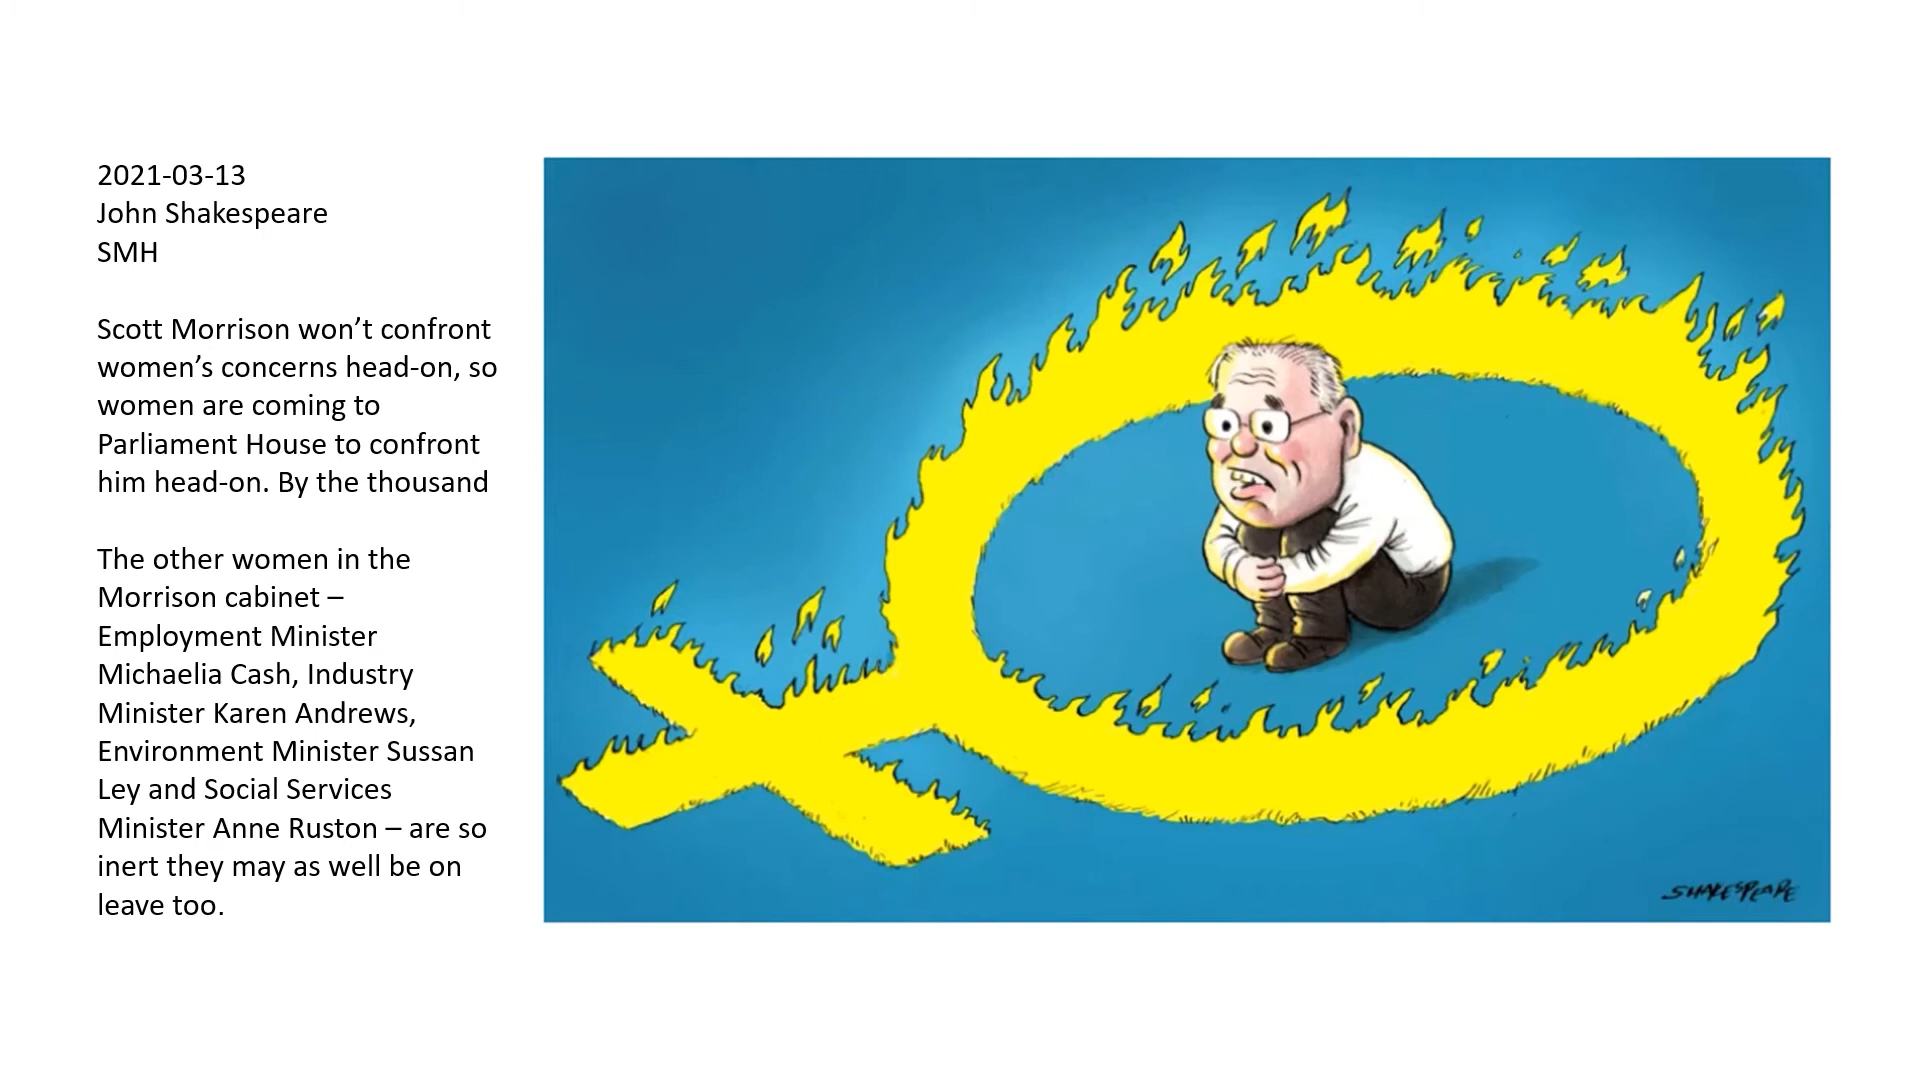 2021-03-13
John Shakespeare
SMH
Scott Morrison won’t confront
women’s concerns head-on, so
women are coming to
Parliament House to confront
him head-on. By the thousand
The other women in the
Morrison cabinet –
Employment Minister
Michaelia Cash, Industry
Minister Karen Andrews,
Environment Minister Sussan
Ley and Social Services
Minister Anne Ruston – are so
inert they may as well be on
leave too.
SHAKESPEARE